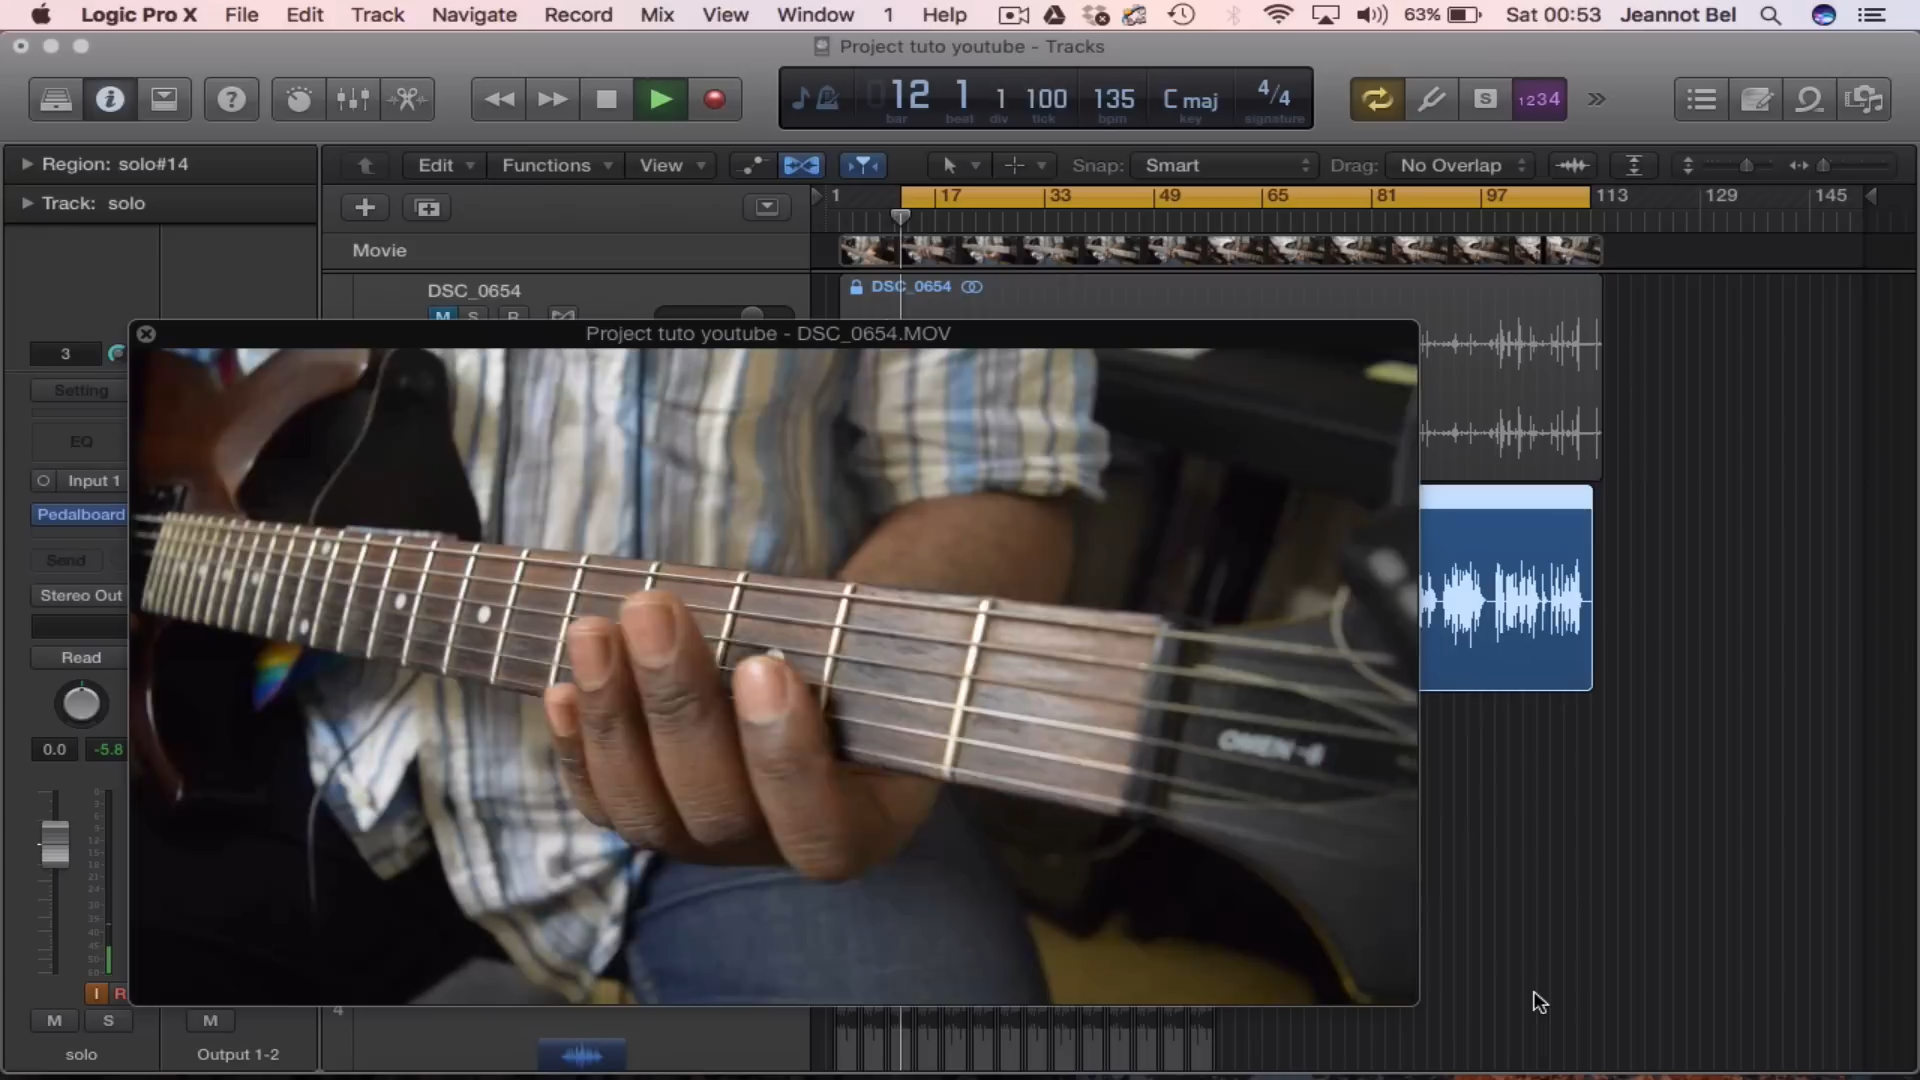 Logic Pro X File Edit Track Navigate Record Mix View Window 1 Help 63% Sat 00:53 Jeannot Bel
Project tuto youtube - Tracks
12 1 1 100 135 C maj 4/4
bar beat div tick bpm key signature
S 1234
Region: solo#14
Edit Functions View Snap: Smart Drag: No Overlap
Track: solo
1 17 33 49 65 81 97 113 129 145
Movie
DSC_0654
M S R
DSC_0654
Project tuto youtube - DSC_0654.MOV
3
Setting
EQ
Input 1
Pedalboard
Send
Stereo Out
Read
0.0 -5.8
OMEN-6
I R
M S M
4
solo Output 1-2